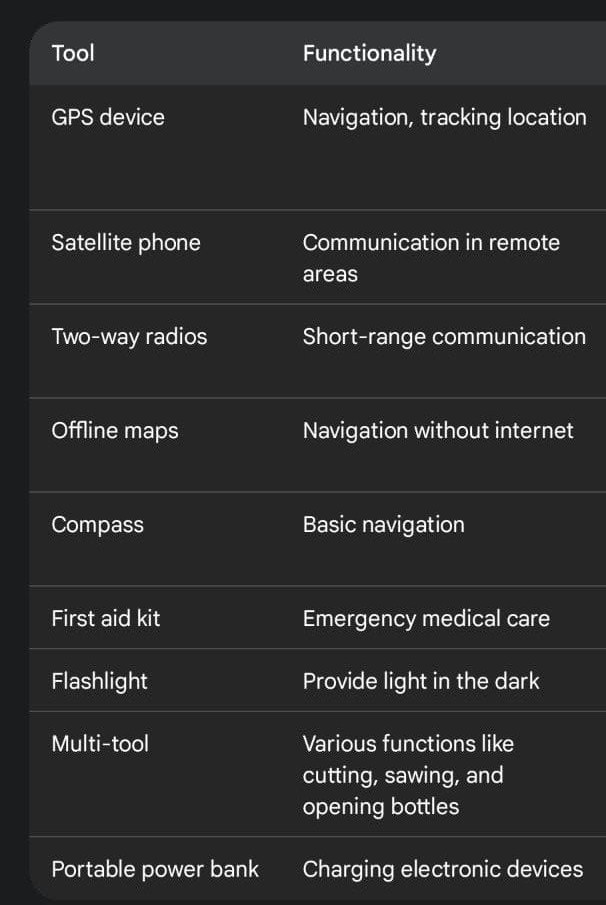 Tool Functionality
GPS device Navigation, tracking location
Satellite phone Communication in remote
areas
Two-way radios Short-range communication
Offline maps Navigation without internet
Compass Basic navigation
First aid kit Emergency medical care
Flashlight Provide light in the dark
Multi-tool Various functions like
cutting, sawing, and
opening bottles
Portable power bank Charging electronic devices